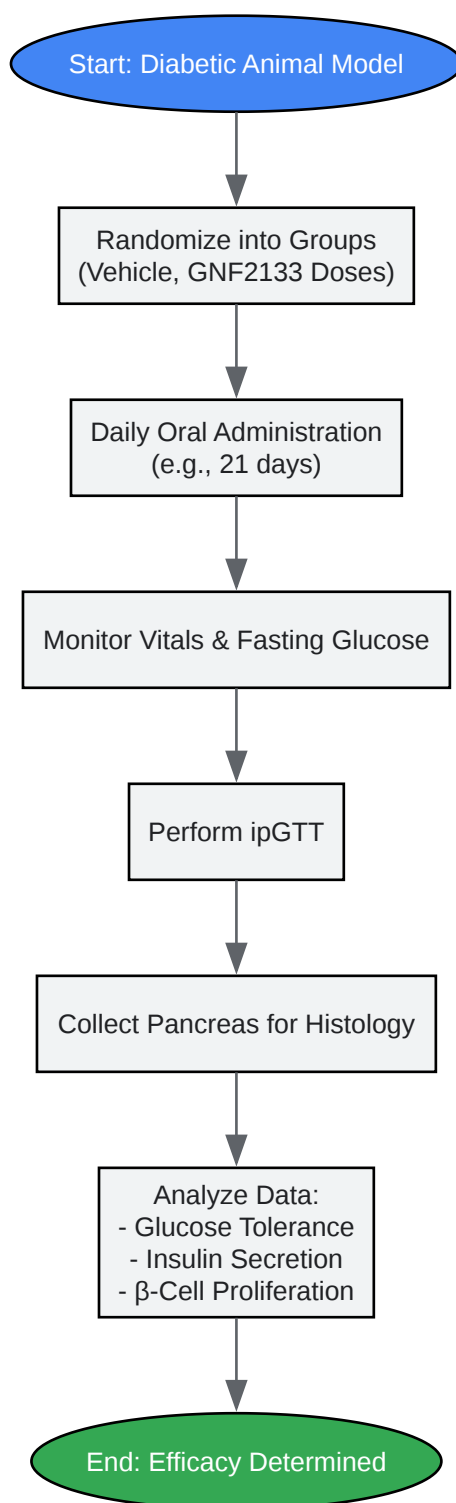 Start: Diabetic Animal Model
Randomize into Groups
(Vehicle, GNF2133 Doses)
Daily Oral Administration
(e.g., 21 days)
Monitor Vitals & Fasting Glucose
Perform ipGTT
Collect Pancreas for Histology
Analyze Data:
- Glucose Tolerance
- Insulin Secretion
- β-Cell Proliferation
End: Efficacy Determined